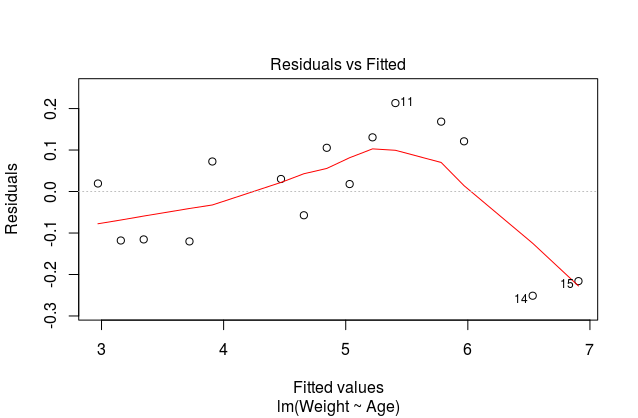 Residuals vs Fitted
Residuals
0.2
0.1
0.0
-0.1
-0.2
-0.3
11
14
15
3 4 5 6 7
Fitted values
lm(Weight ~ Age)